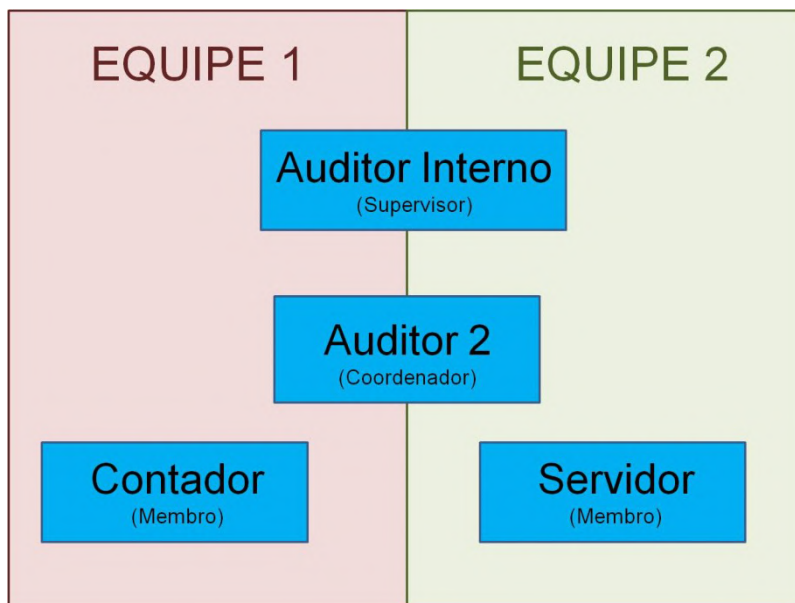 EQUIPE 1
EQUIPE 2
Auditor Interno
(Supervisor)
Auditor 2
(Coordenador)
Contador
(Membro)
Servidor
(Membro)